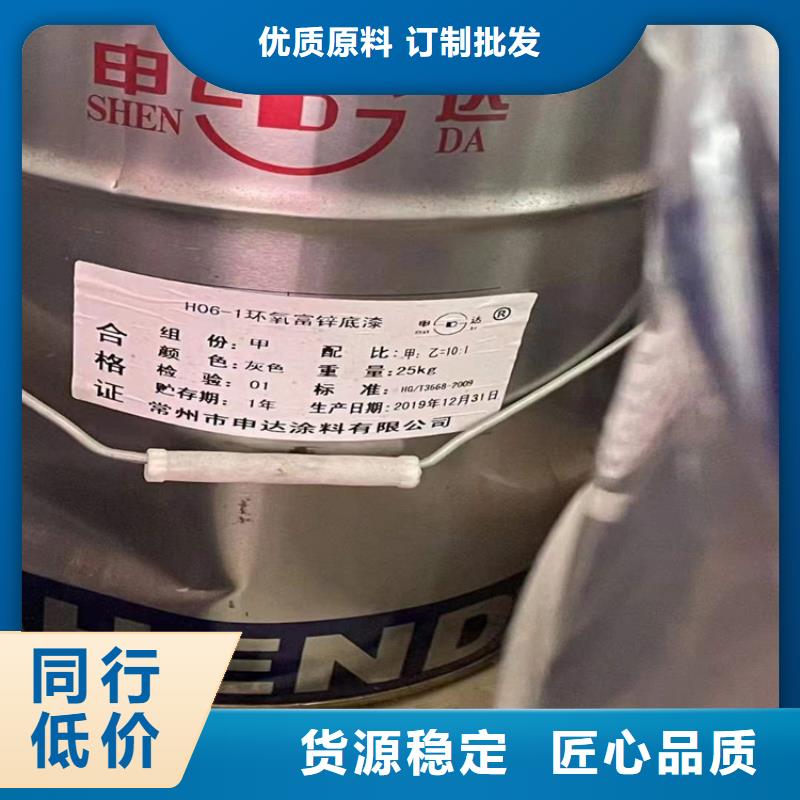 优质原料 订制批发
申 达
SHEN DA
H06-1环氧富锌底漆 申 达 ®
合格证
组 份:甲 配 比:甲:乙=10:1
颜 色:灰色 重 量:25kg
检 验:01 标 准:HG/T3668-2009
贮存期:1年 生产日期:2019年12月31日
常州市申达涂料有限公司
HEND
同行
低价
货源稳定 匠心品质